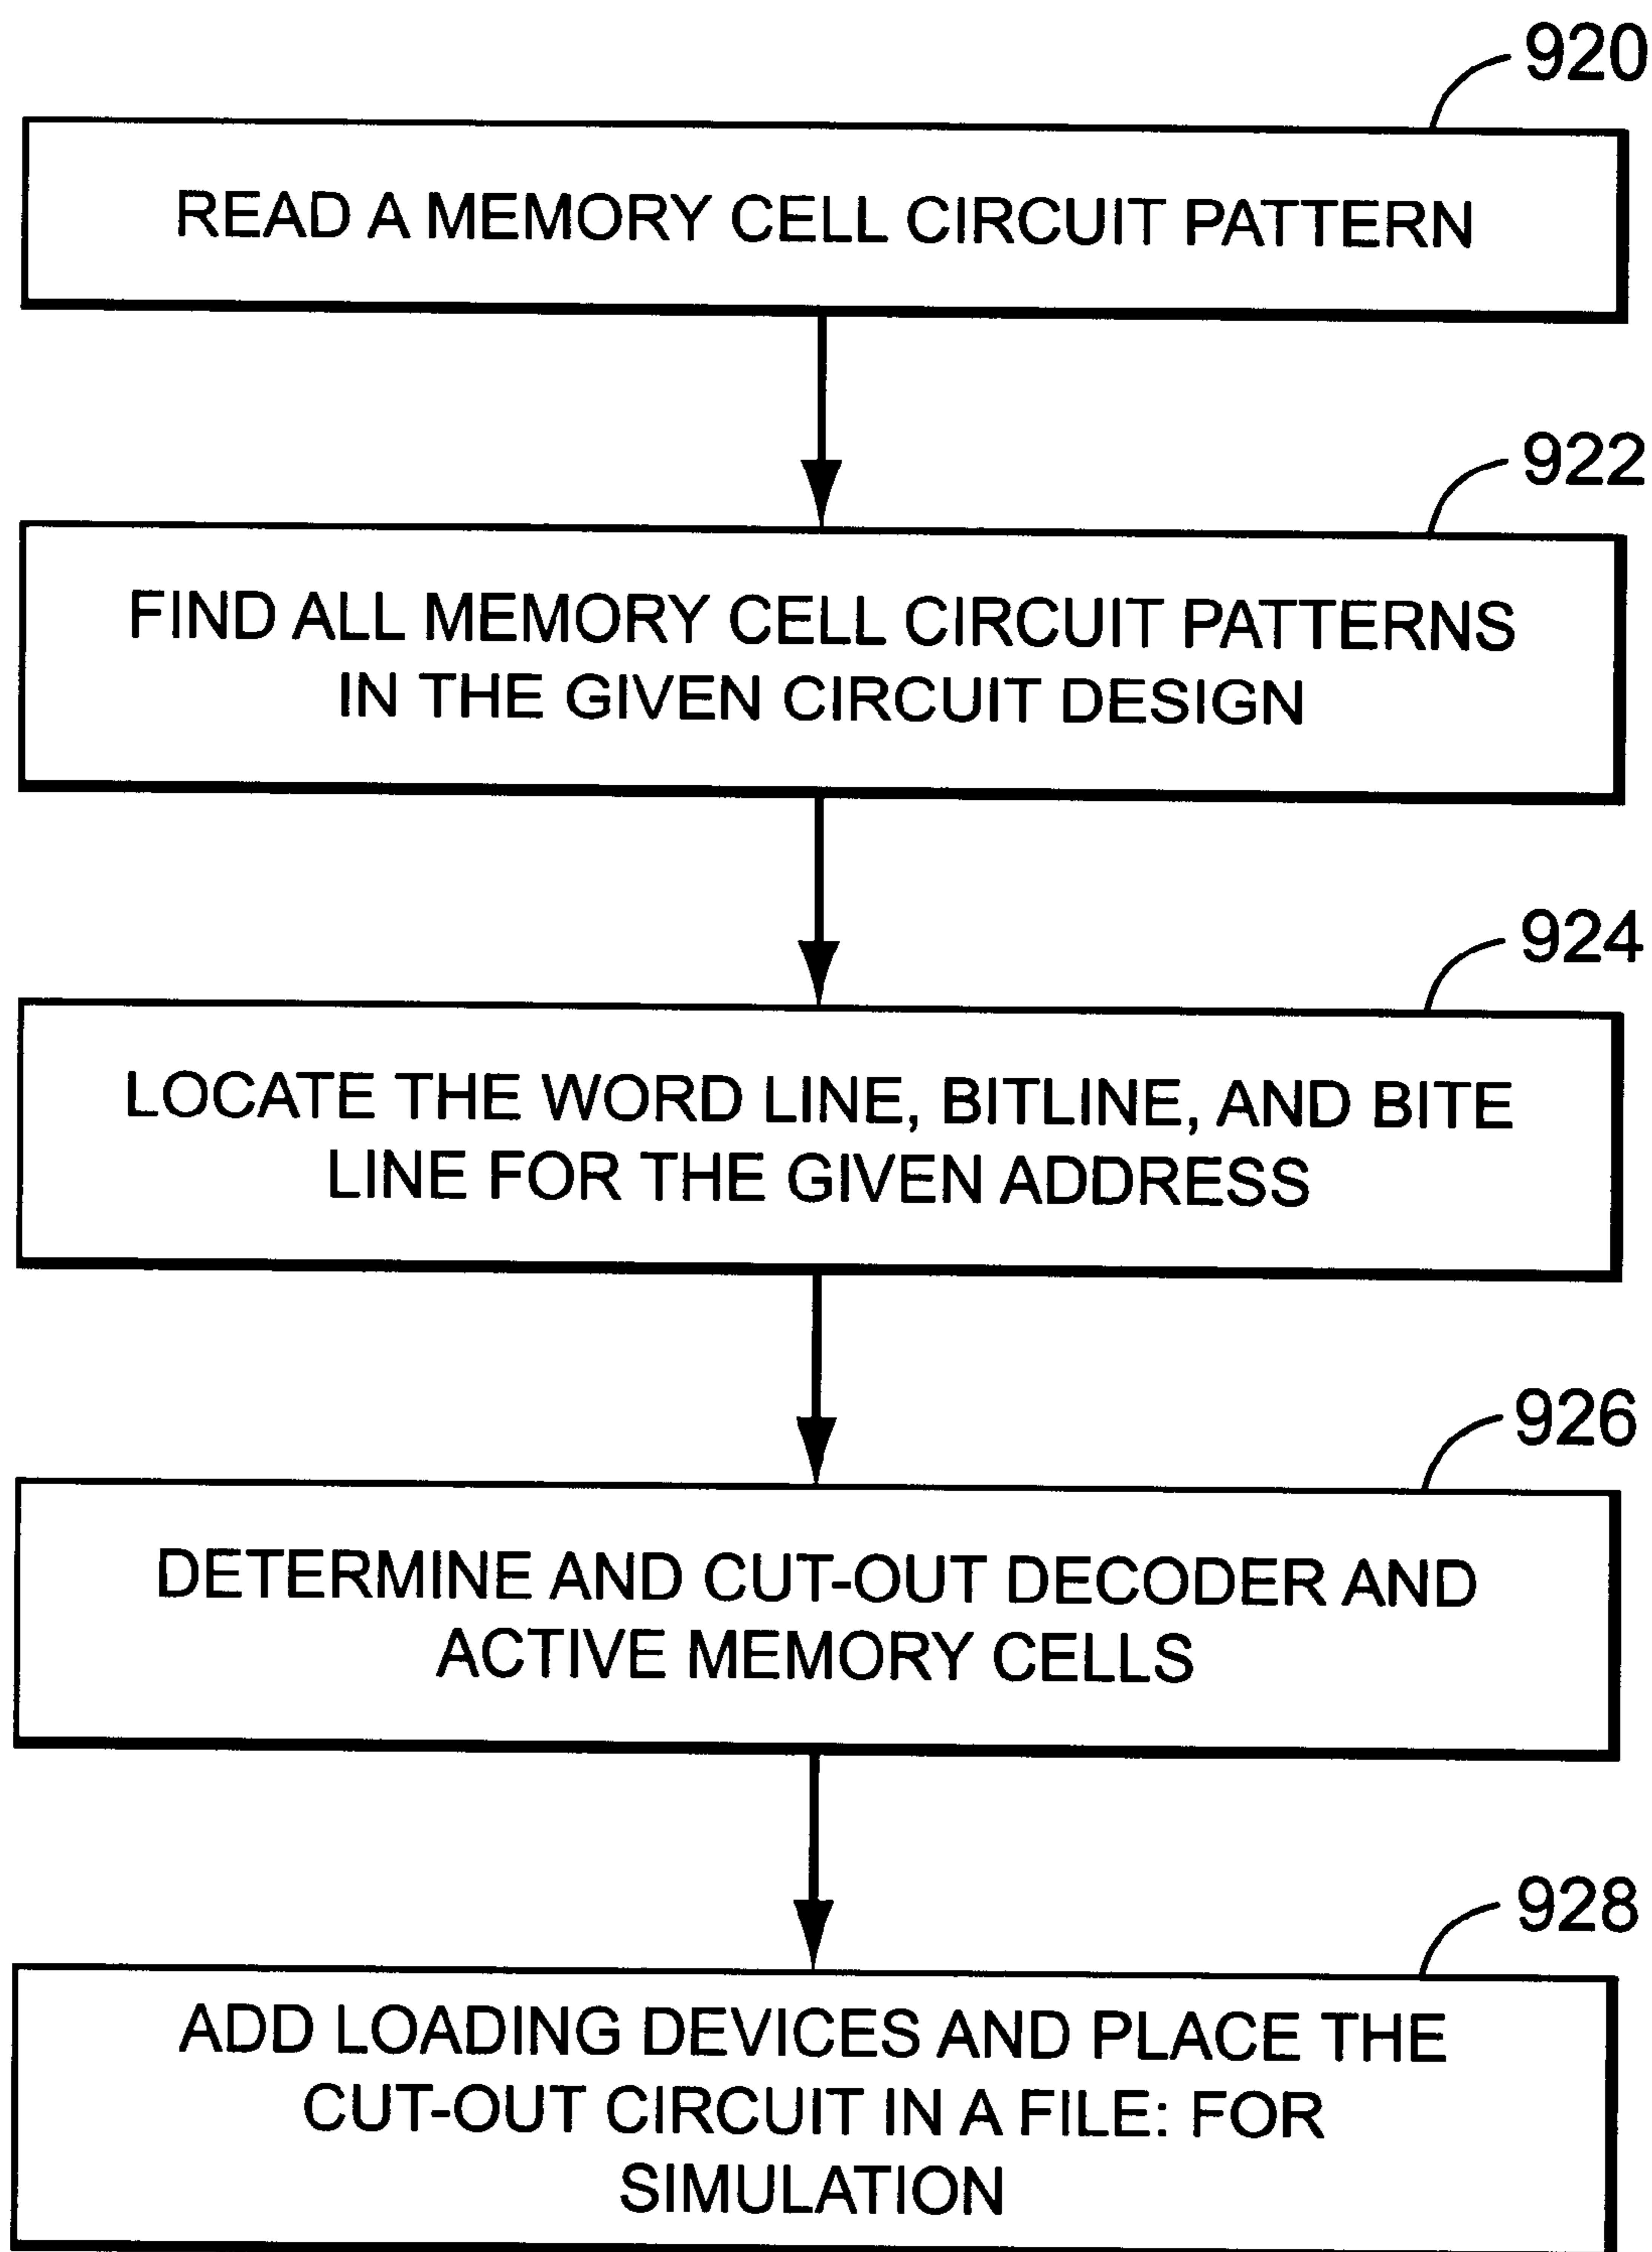 920
READ A MEMORY CELL CIRCUIT PATTERN
922
FIND ALL MEMORY CELL CIRCUIT PATTERNS
IN THE GIVEN CIRCUIT DESIGN
924
LOCATE THE WORD LINE, BITLINE, AND BITE
LINE FOR THE GIVEN ADDRESS
926
DETERMINE AND CUT-OUT DECODER AND
ACTIVE MEMORY CELLS
928
ADD LOADING DEVICES AND PLACE THE
CUT-OUT CIRCUIT IN A FILE: FOR
SIMULATION